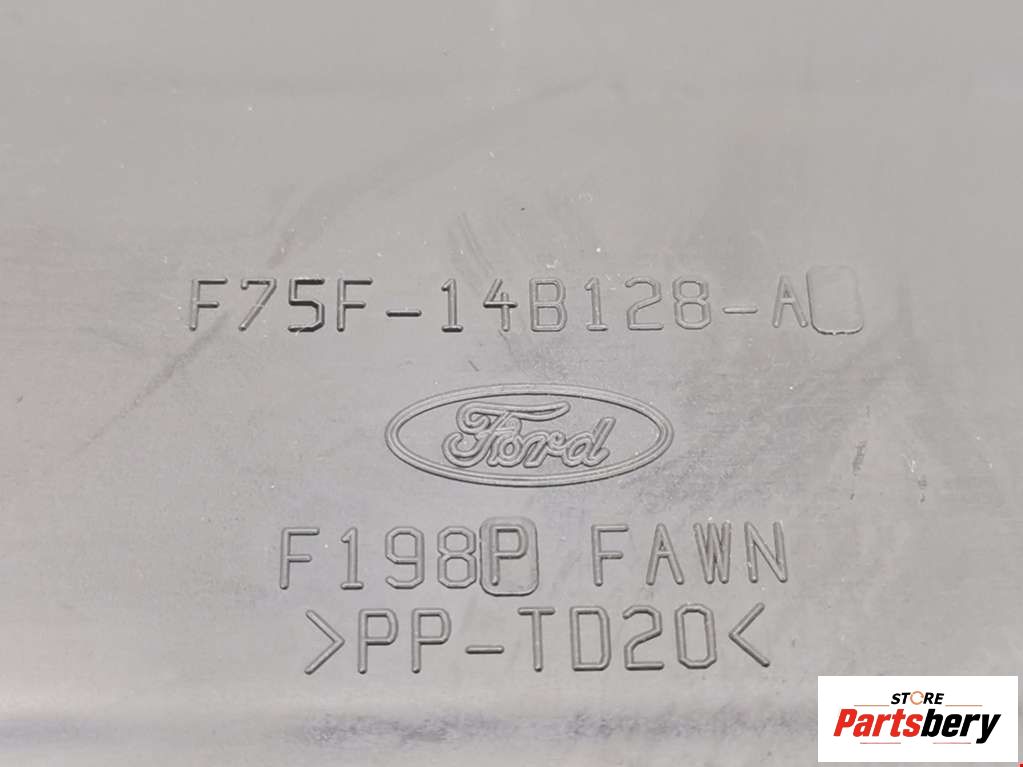 F75F-14B128-A
Ford
F198P FAWN
>PP-TD20<
STORE
Partsbery